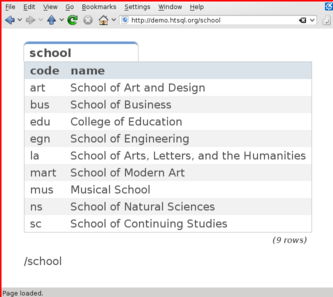 File Edit View Go Bookmarks Settings Window Help
http://demo.htsql.org/school
school
code name
art School of Art and Design
bus School of Business
edu College of Education
egn School of Engineering
la School of Arts, Letters, and the Humanities
mart School of Modern Art
mus Musical School
ns School of Natural Sciences
sc School of Continuing Studies
(9 rows)
/school
Page loaded.